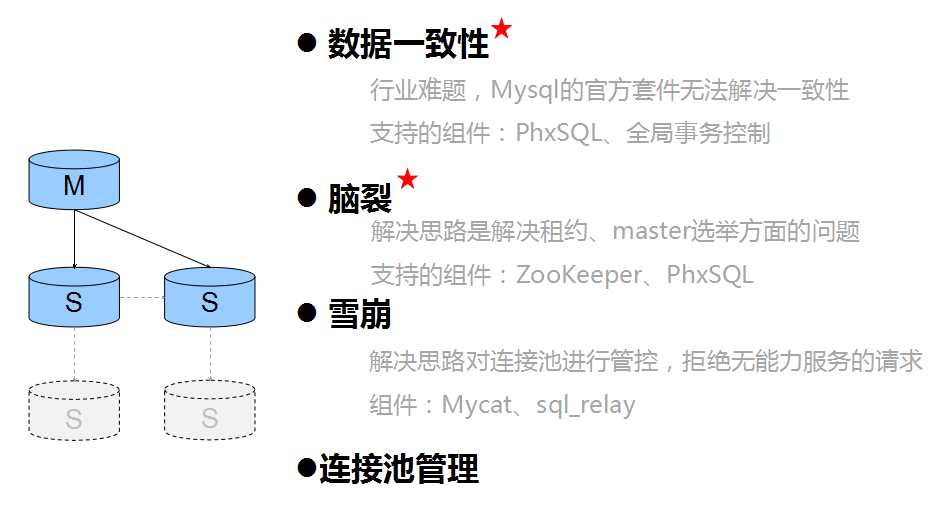 ● 数据一致性★
行业难题，Mysql的官方套件无法解决一致性
支持的组件：PhxSQL、全局事务控制
M
● 脑裂★
解决思路是解决租约、master选举方面的问题
支持的组件：ZooKeeper、PhxSQL
S
S
● 雪崩
解决思路对连接池进行管控，拒绝无能力服务的请求
组件：Mycat、sql_relay
S
S
●连接池管理